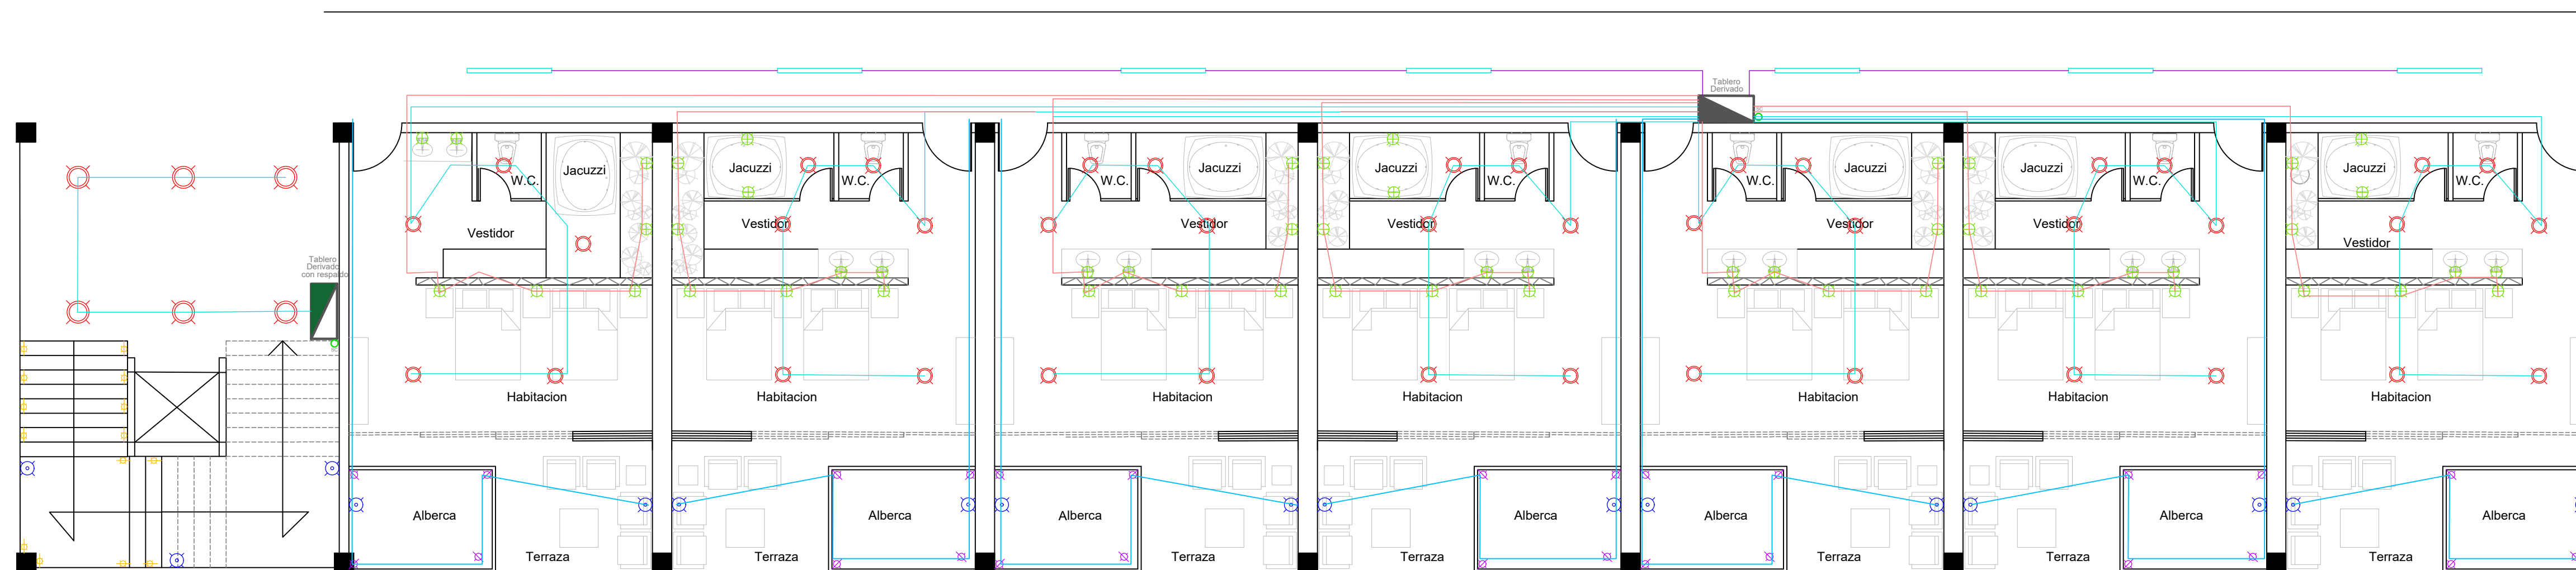 Tablero
Derivado
Jacuzzi
Jacuzzi
Jacuzzi
Jacuzzi
Jacuzzi
Jacuzzi
Jacuzzi
W.C.
W.C.
W.C.
W.C.
W.C.
W.C.
W.C.
Vestidor
Vestidor
Vestidor
Vestidor
Vestidor
Vestidor
Vestidor
Tablero
Derivado
con respaldo
Habitacion
Habitacion
Habitacion
Habitacion
Habitacion
Habitacion
Habitacion
Alberca
Alberca
Alberca
Alberca
Alberca
Alberca
Alberca
Terraza
Terraza
Terraza
Terraza
Terraza
Terraza
Terraza